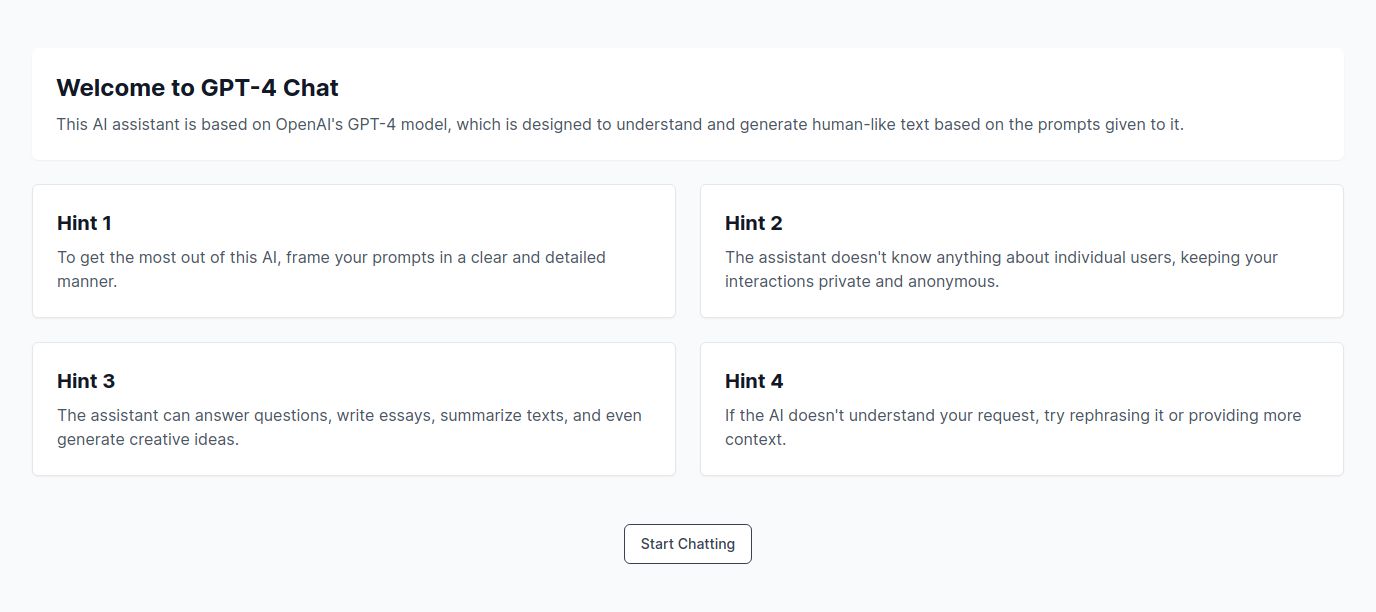 Welcome to GPT-4 Chat
This AI assistant is based on OpenAI's GPT-4 model, which is designed to understand and generate human-like text based on the prompts given to it.
Hint 1
To get the most out of this AI, frame your prompts in a clear and detailed
manner.
Hint 2
The assistant doesn't know anything about individual users, keeping your
interactions private and anonymous.
Hint 3
The assistant can answer questions, write essays, summarize texts, and even
generate creative ideas.
Hint 4
If the AI doesn't understand your request, try rephrasing it or providing more
context.
Start Chatting